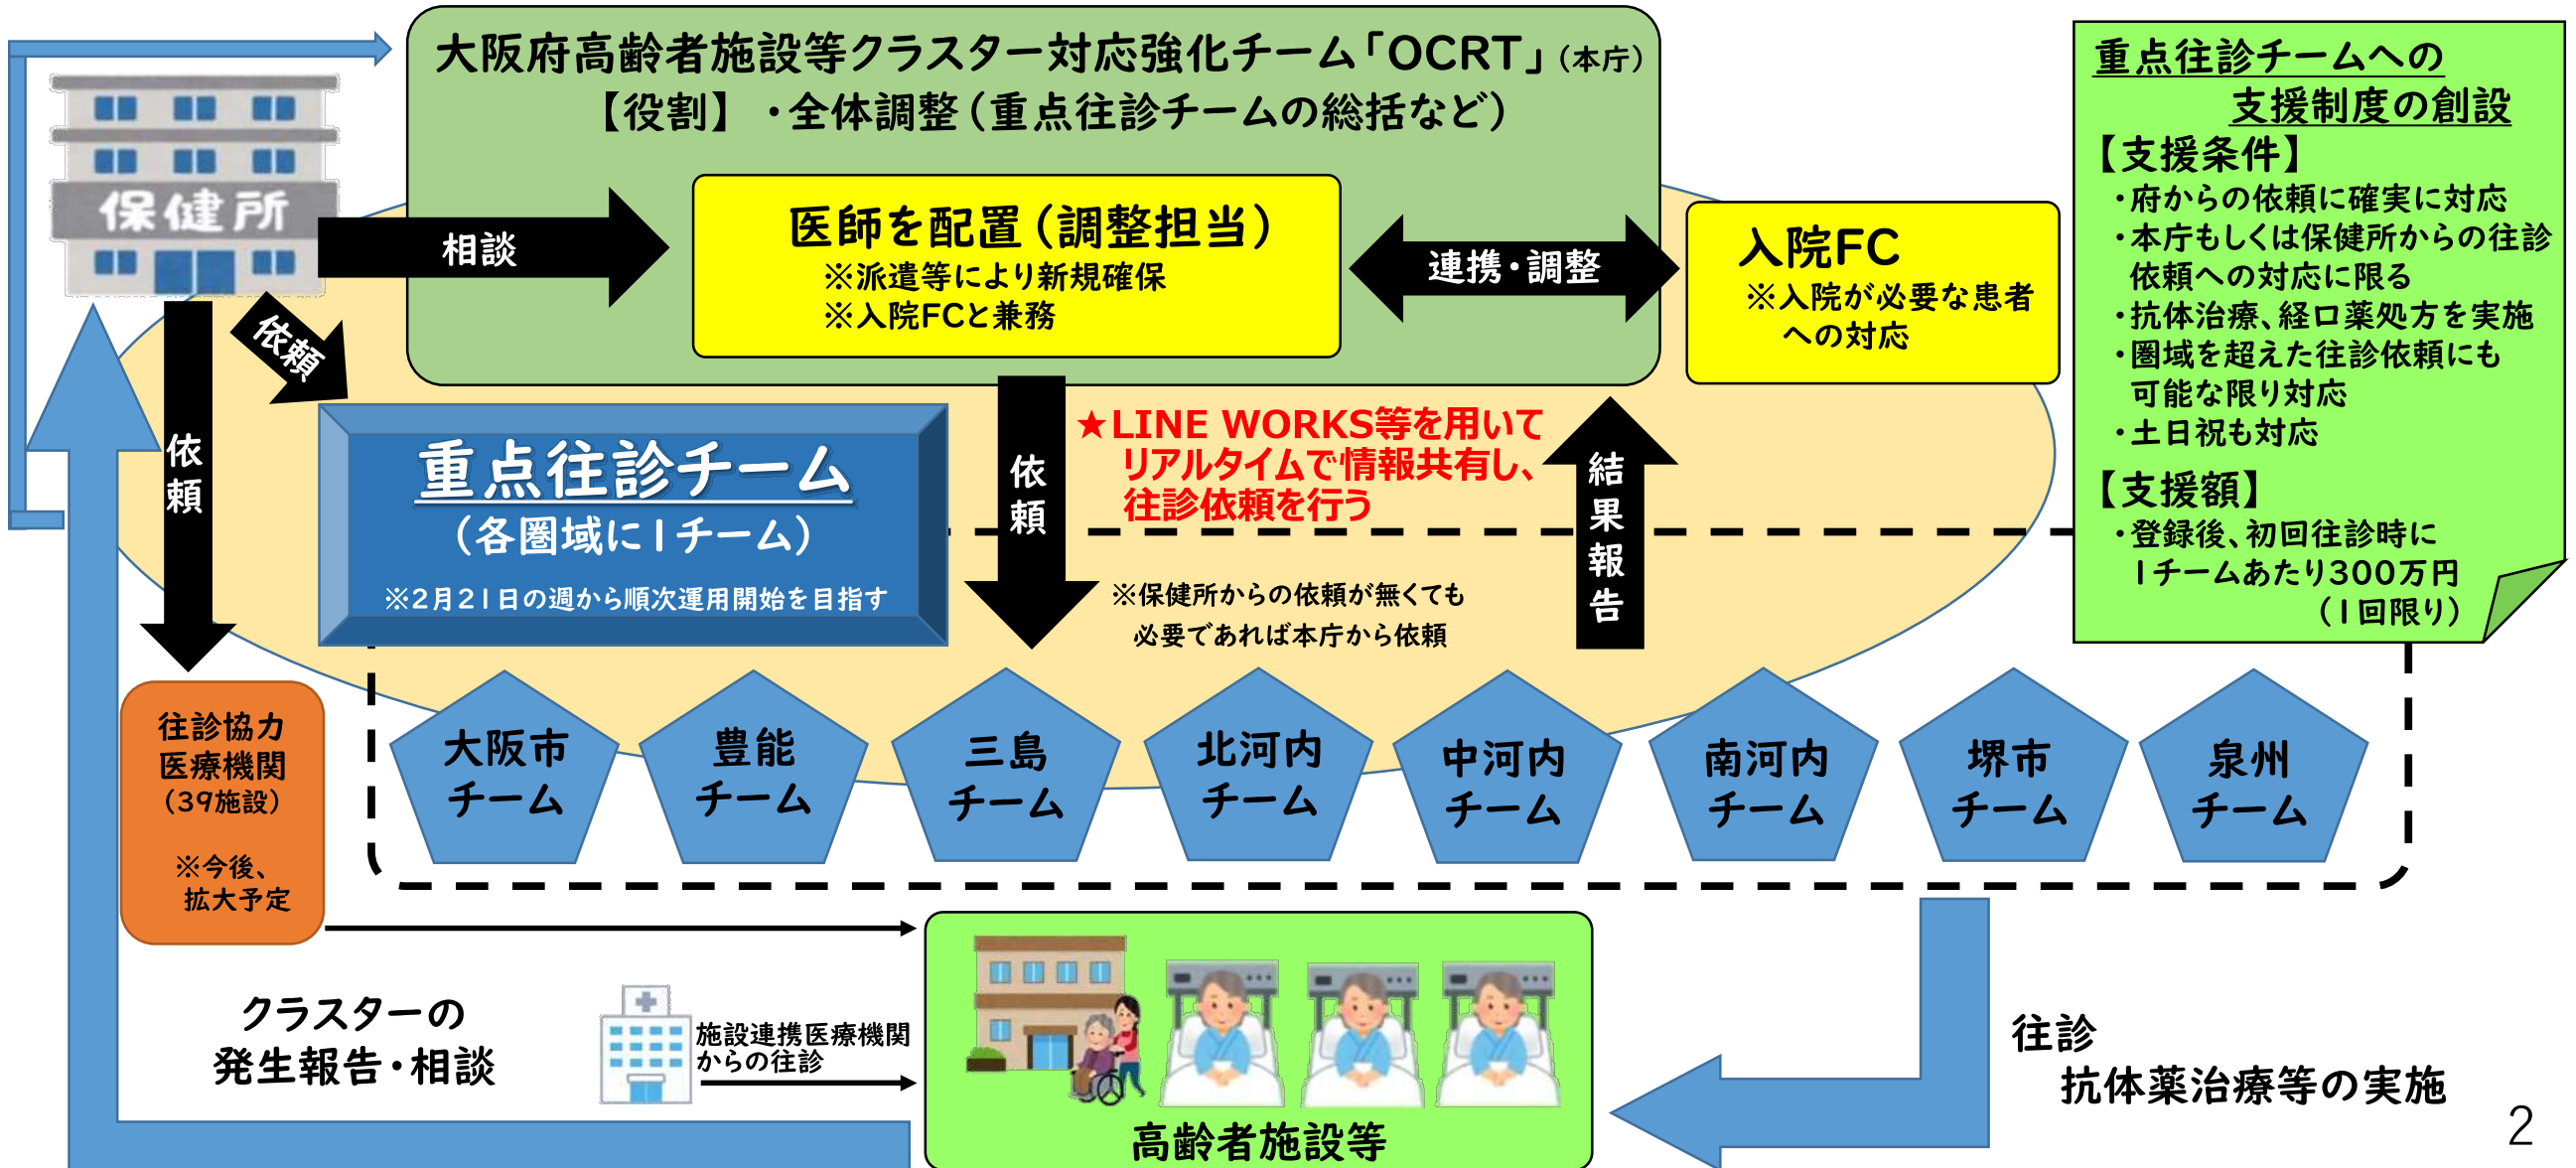 大阪府高齢者施設等クラスター対応強化チーム「OCRT」（本庁）
【役割】・全体調整（重点往診チームの総括など）
保健所
相談
医師を配置（調整担当）
※派遣等により新規確保
※入院FCと兼務
連携・調整
入院FC
※入院が必要な患者
への対応
重点往診チームへの
支援制度の創設
【支援条件】
・府からの依頼に確実に対応
・本庁もしくは保健所からの往診
依頼への対応に限る
・抗体治療、経口薬処方を実施
・圏域を超えた往診依頼にも
可能な限り対応
・土日祝も対応
【支援額】
・登録後、初回往診時に
1チームあたり300万円
（1回限り）
依頼
依頼
重点往診チーム
（各圏域に1チーム）
※2月21日の週から順次運用開始を目指す
依頼
★LINE WORKS等を用いて
リアルタイムで情報共有し、
往診依頼を行う
※保健所からの依頼が無くても
必要であれば本庁から依頼
結果報告
往診協力
医療機関
（39施設）
※今後、
拡大予定
大阪市
チーム
豊能
チーム
三島
チーム
北河内
チーム
中河内
チーム
南河内
チーム
堺市
チーム
泉州
チーム
クラスターの
発生報告・相談
施設連携医療機関
からの往診
高齢者施設等
往診
抗体薬治療等の実施
2